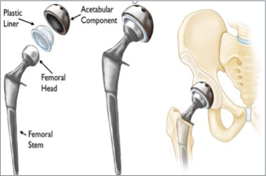 Plastic
Liner
Acetabular
Component
Femoral
Head
Femoral
Stem